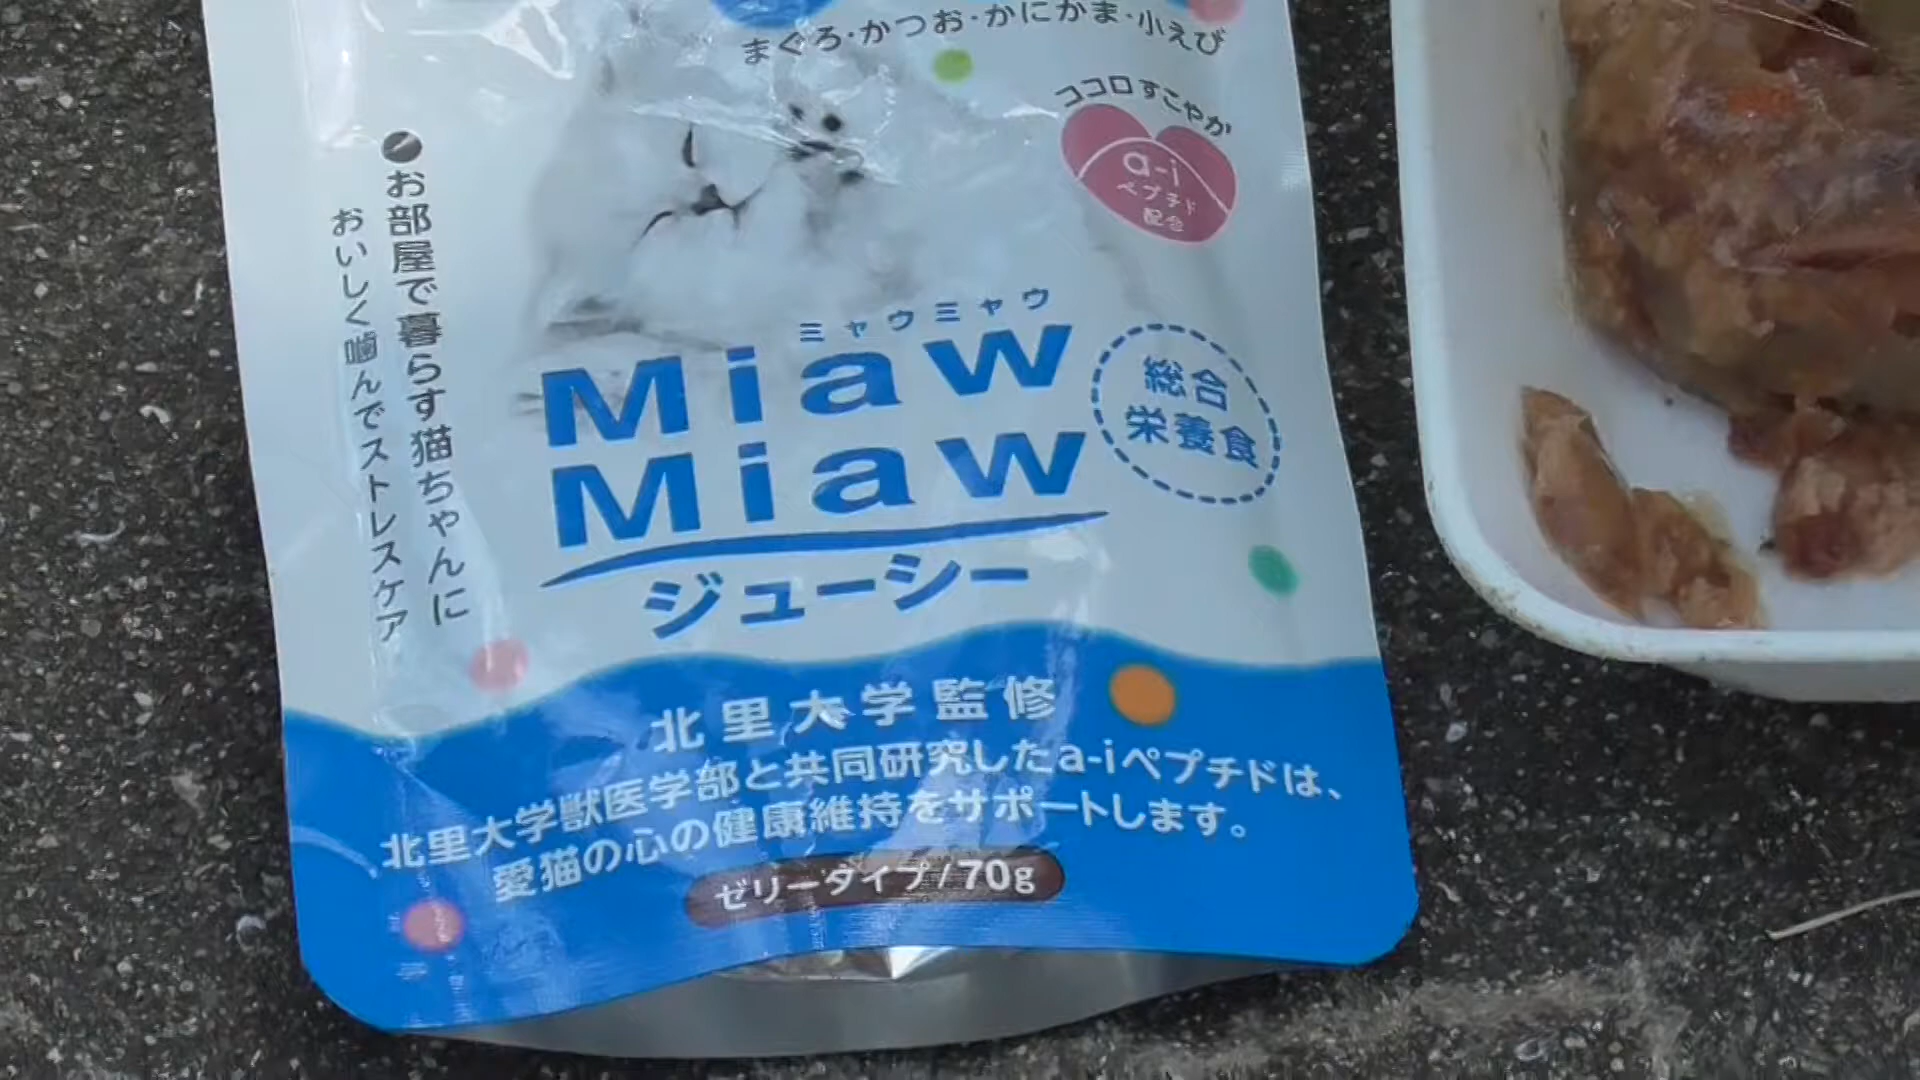 まぐろ・かつお・かにかま・小えび
ココロすこやか
a-i
ペプチド
配合
お部屋で暮らす猫ちゃんに
おいしく噛んでストレスケア
ミャウミャウ
Miaw
Miaw
ジューシー
総合
栄養食
北里大学監修
北里大学獣医学部と共同研究したa-iペプチドは、
愛猫の心の健康維持をサポートします。
ゼリータイプ/70g